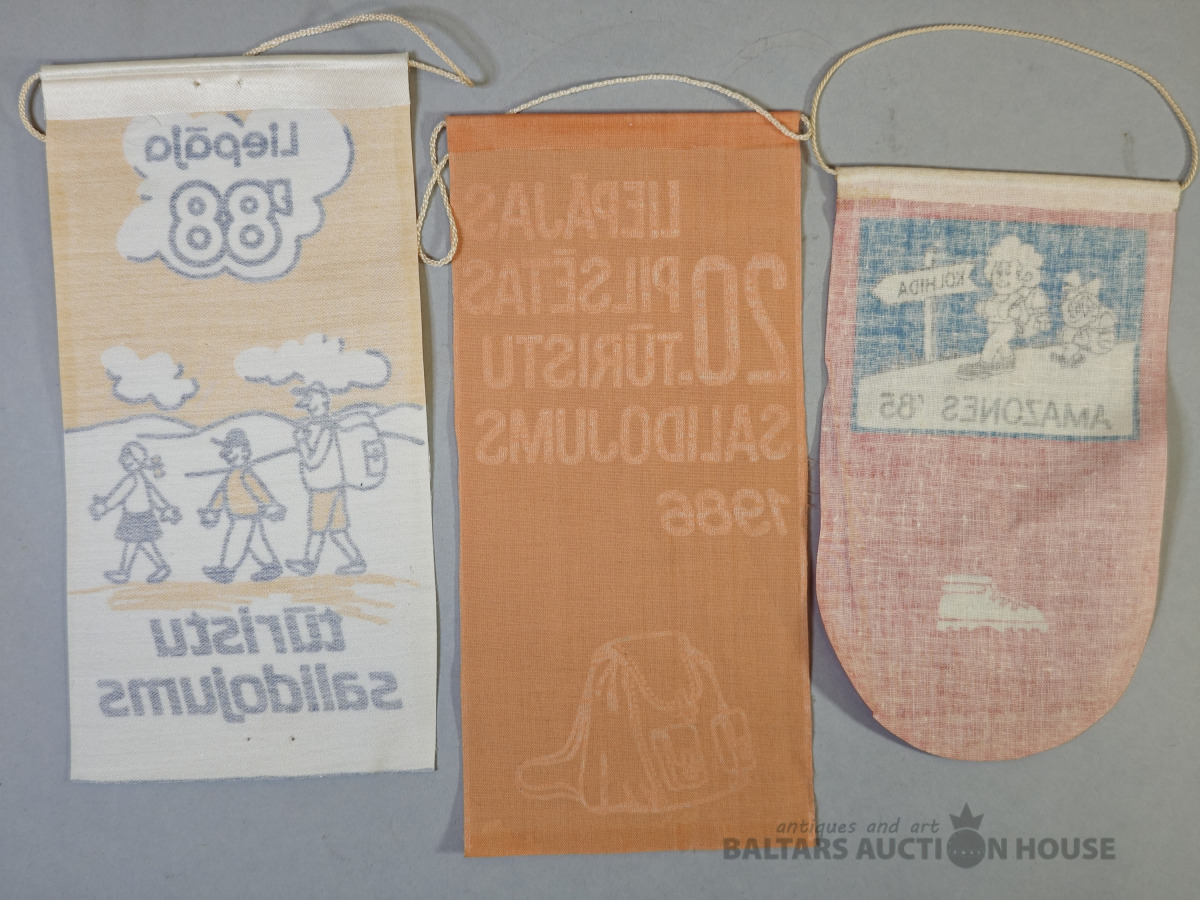 Liepāja
'88
tūristu
salidojums
LIEPĀJAS
20. PILSĒTAS
TŪRISTU
SALIDOJUMS
1986
KOLHIDA
AMAZONES '85
antiques and art
BALTARS AUCTION HOUSE